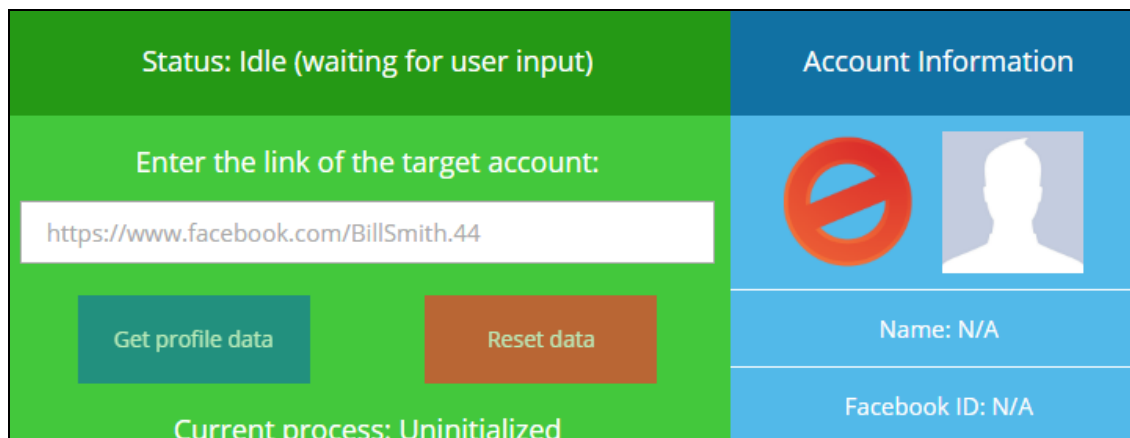 Status: Idle (waiting for user input)
Account Information
Enter the link of the target account:
https://www.facebook.com/BillSmith.44
Get profile data
Reset data
Name: N/A
Facebook ID: N/A
Current process: Uninitialized